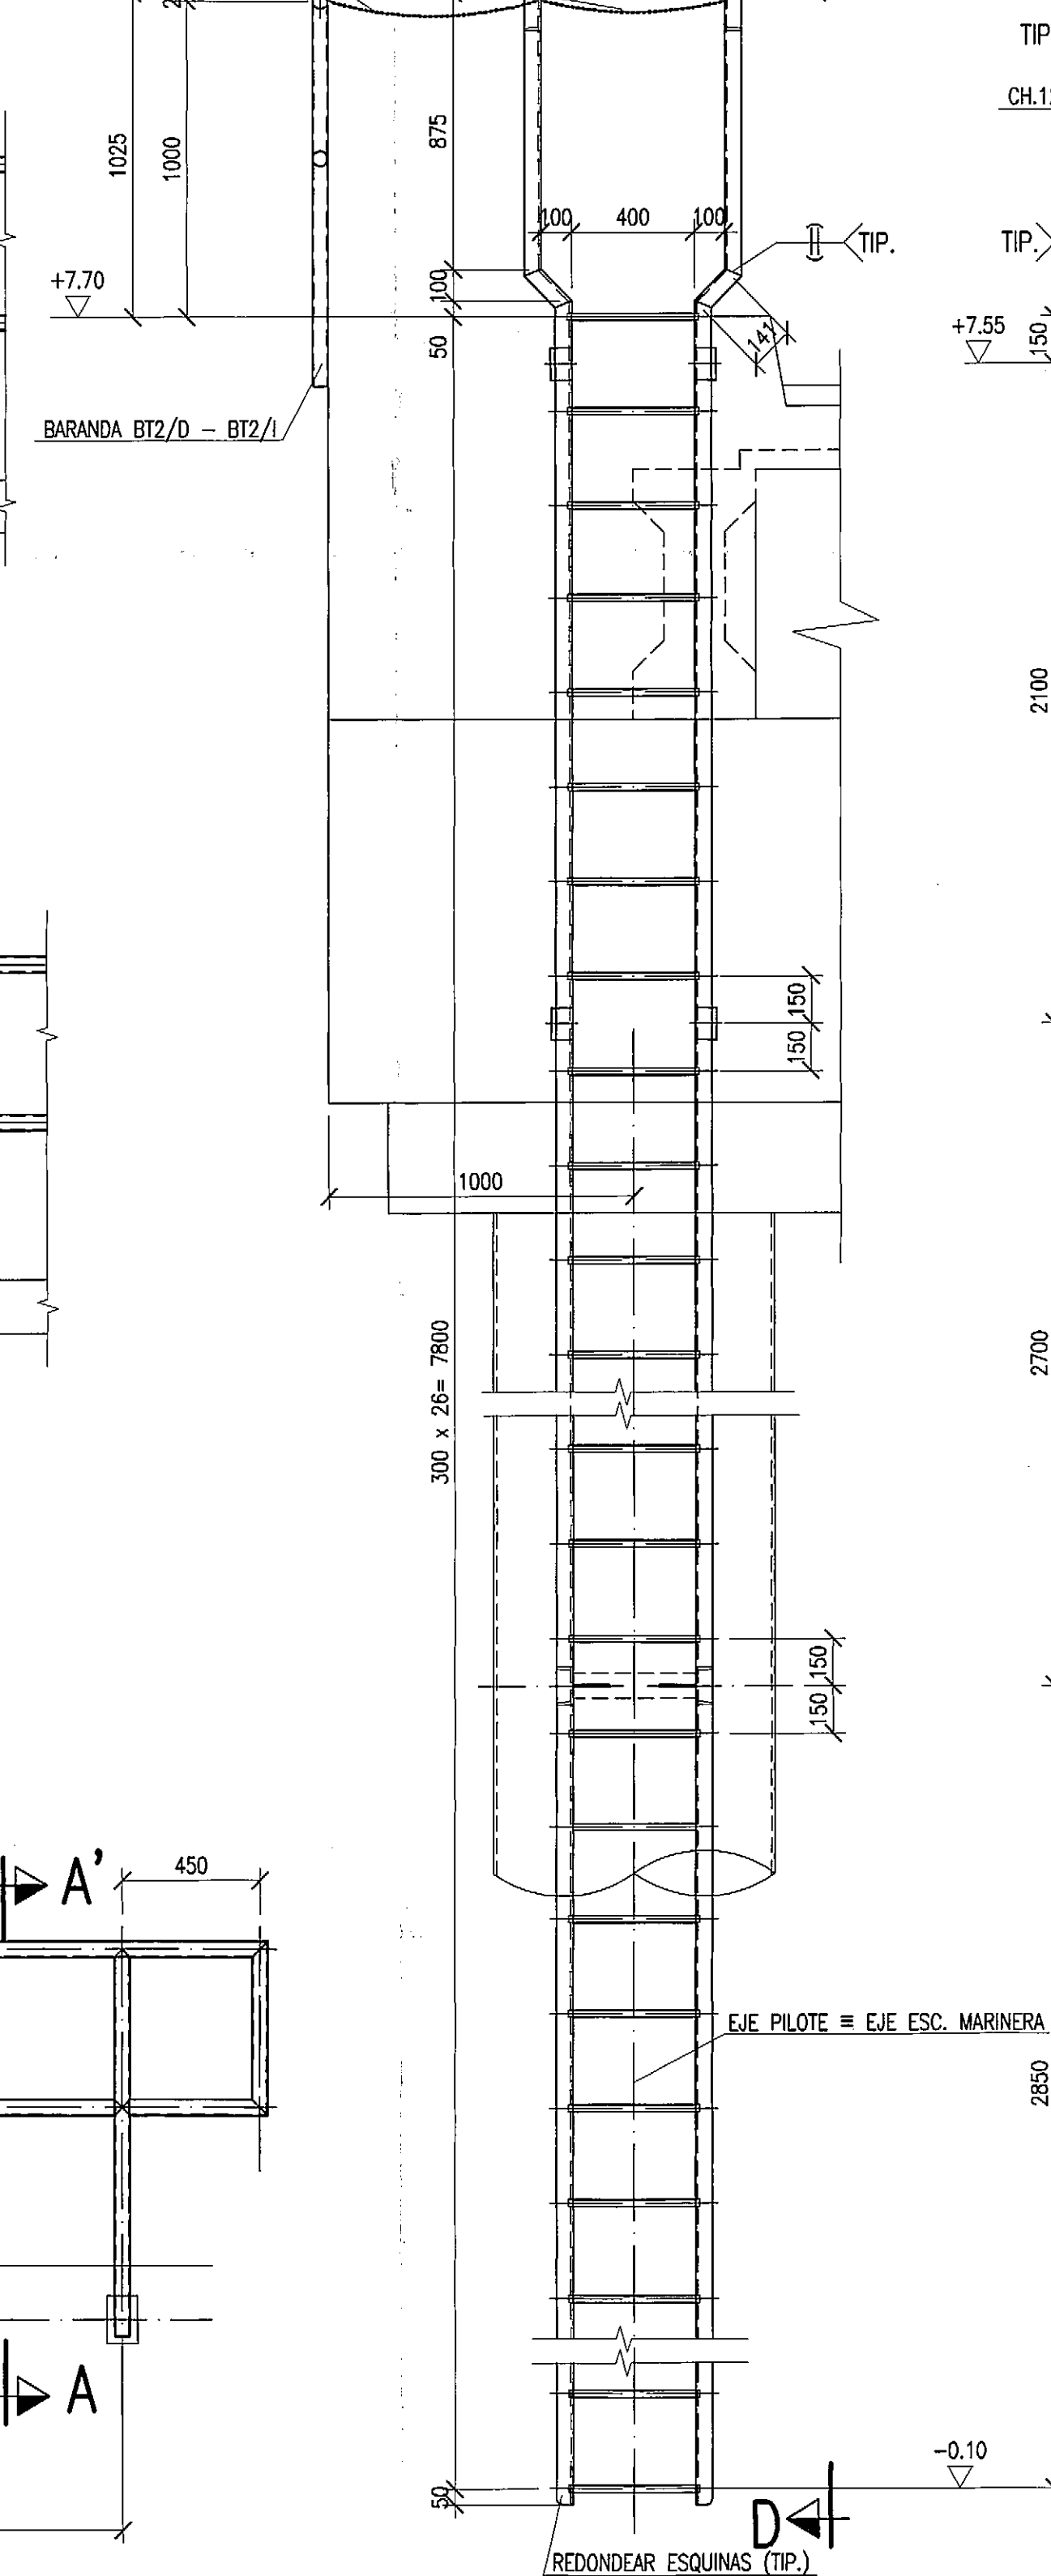 TIP
CH.1
1025
1000
875
100
400
100
TIP.
TIP.
+7.70
100
50
141
+7.55
150
BARANDA BT2/D – BT2/I
2100
150
150
1000
300 x 26= 7800
2700
150
150
A'
450
EJE PILOTE ≡ EJE ESC. MARINERA
2850
A
-0.10
50
D
REDONDEAR ESQUINAS (TIP.)